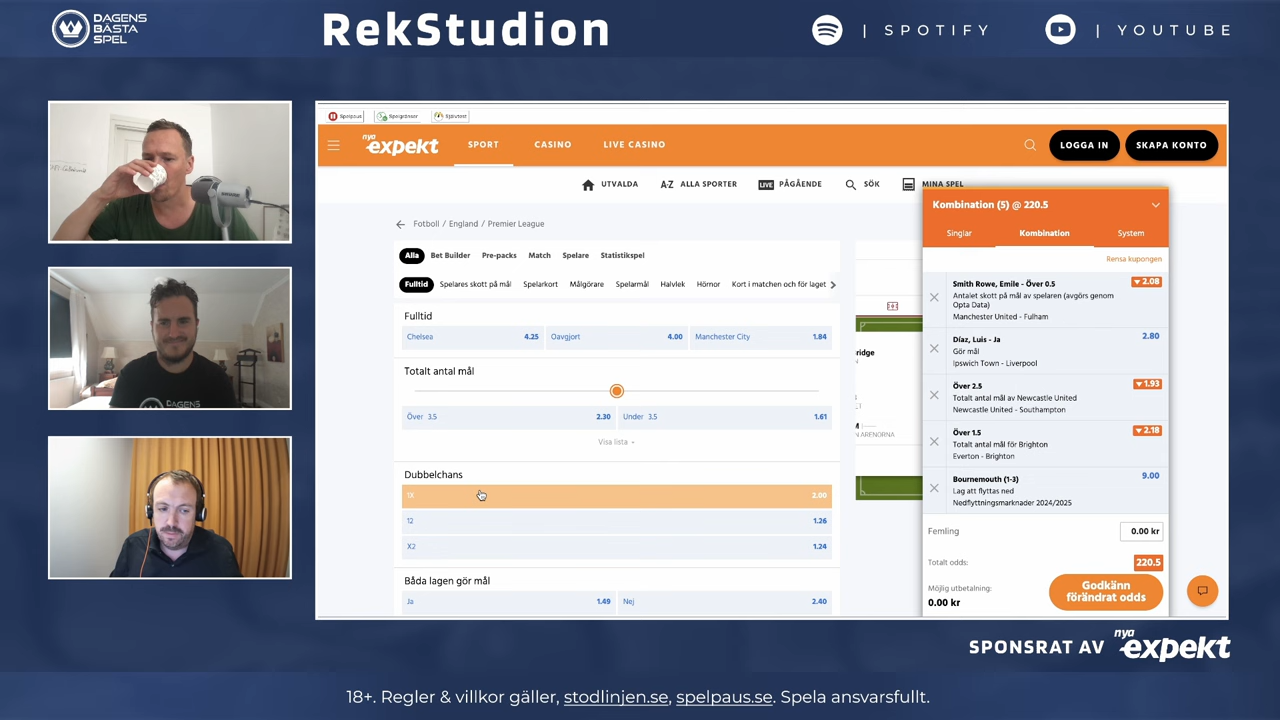 DAGENS
BÄSTA
SPEL
RekStudion
| SPOTIFY
| YOUTUBE
Spelpaus
Spelgränser
Självtest
nya
expekt
SPORT
CASINO
LIVE CASINO
LOGGA IN
SKAPA KONTO
UTVALDA
A-Z ALLA SPORTER
LIVE PÅGÅENDE
SÖK
MINA SPEL
Fotboll / England / Premier League
Alla
Bet Builder
Pre-packs
Match
Spelare
Statistikspel
Fulltid
Spelares skott på mål
Spelarkort
Målgörare
Spelarmål
Halvlek
Hörnor
Kort i matchen och för laget
Fulltid
Chelsea 4.25
Oavgjort 4.00
Manchester City 1.84
Totalt antal mål
Över 3.5 2.30
Under 3.5 1.61
Visa lista
Dubbelchans
1X 2.00
12 1.26
X2 1.24
Båda lagen gör mål
Ja 1.49
Nej 2.40
ridge
N ARENORNA
Kombination (5) @ 220.5
Singlar
Kombination
System
Rensa kupongen
Smith Rowe, Emile - Över 0.5 2.08
Antalet skott på mål av spelaren (avgörs genom
Opta Data)
Manchester United - Fulham
Díaz, Luis - Ja 2.80
Gör mål
Ipswich Town - Liverpool
Över 2.5 1.93
Totalt antal mål av Newcastle United
Newcastle United - Southampton
Över 1.5 2.18
Totalt antal mål för Brighton
Everton - Brighton
Bournemouth (1-3) 9.00
Lag att flyttas ned
Nedflyttningsmarknader 2024/2025
Femling 0.00 kr
Totalt odds: 220.5
Möjlig utbetalning:
0.00 kr
Godkänn
förändrat odds
DAGENS
SPONSRAT AV nya expekt
18+. Regler & villkor gäller, stodlinjen.se, spelpaus.se. Spela ansvarsfullt.